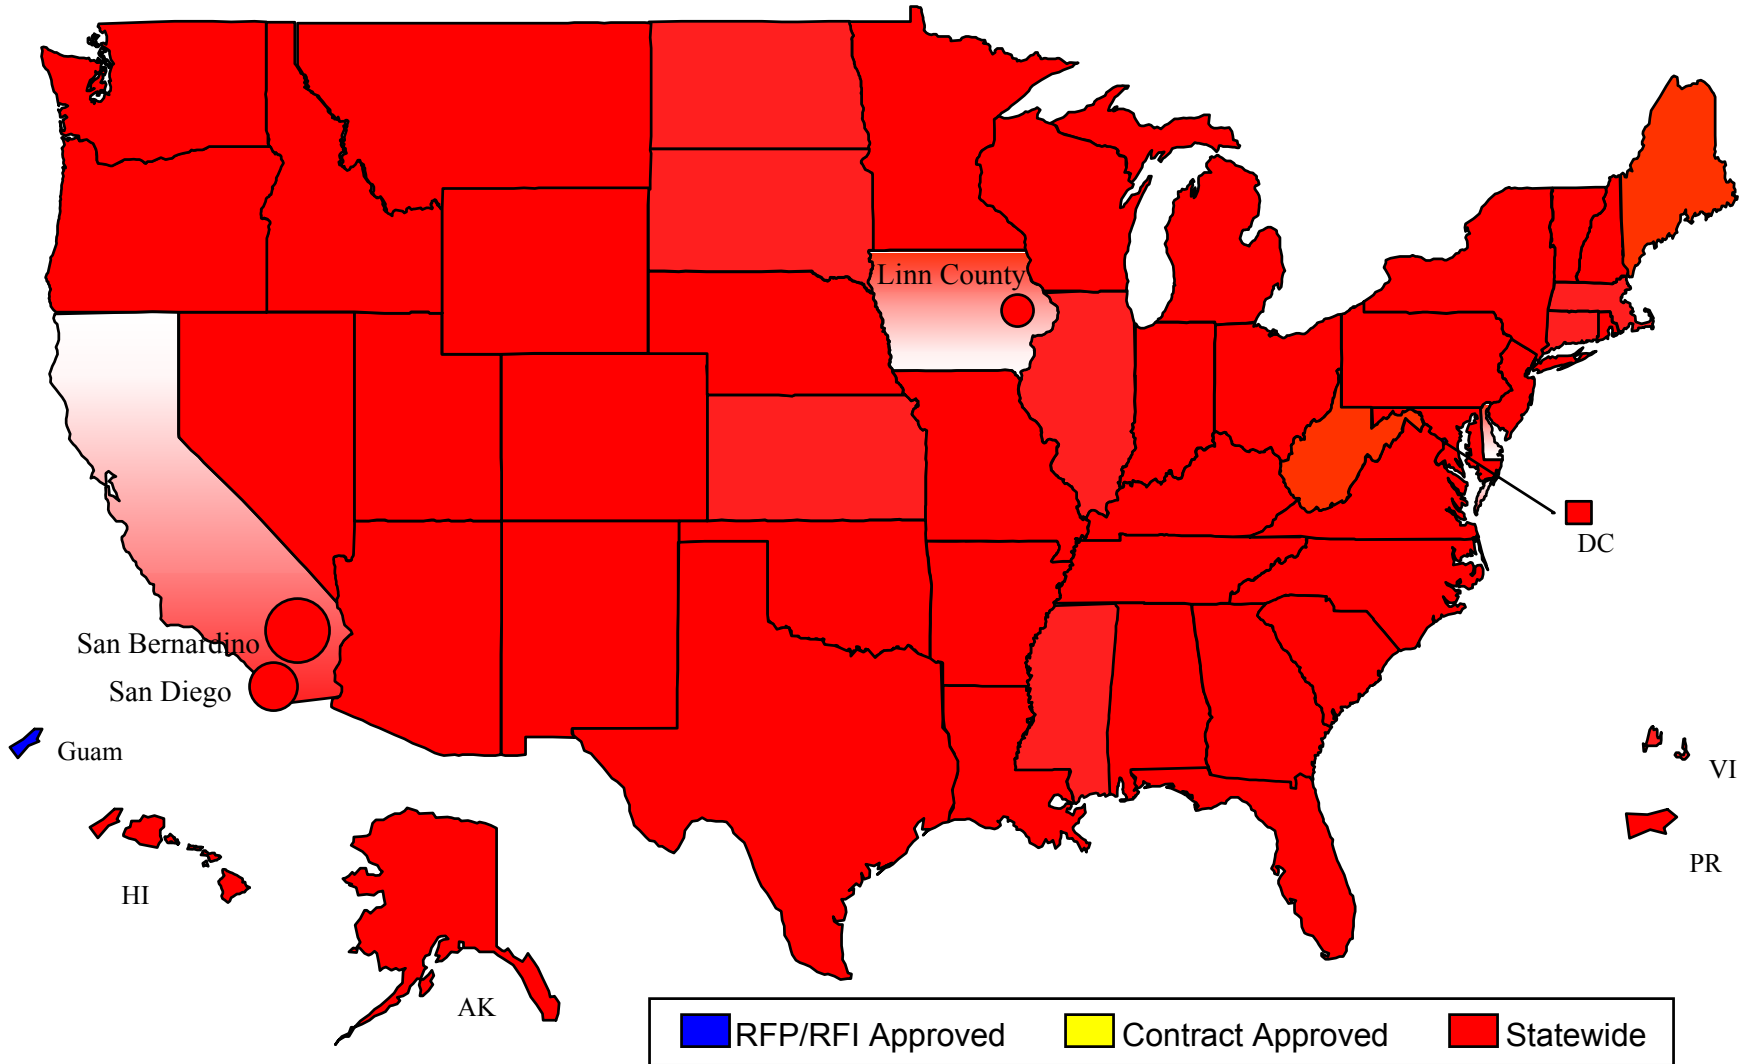 Linn County
DC
San Bernardino
San Diego
Guam
VI
PR
HI
AK
RFP/RFI Approved
Contract Approved
Statewide